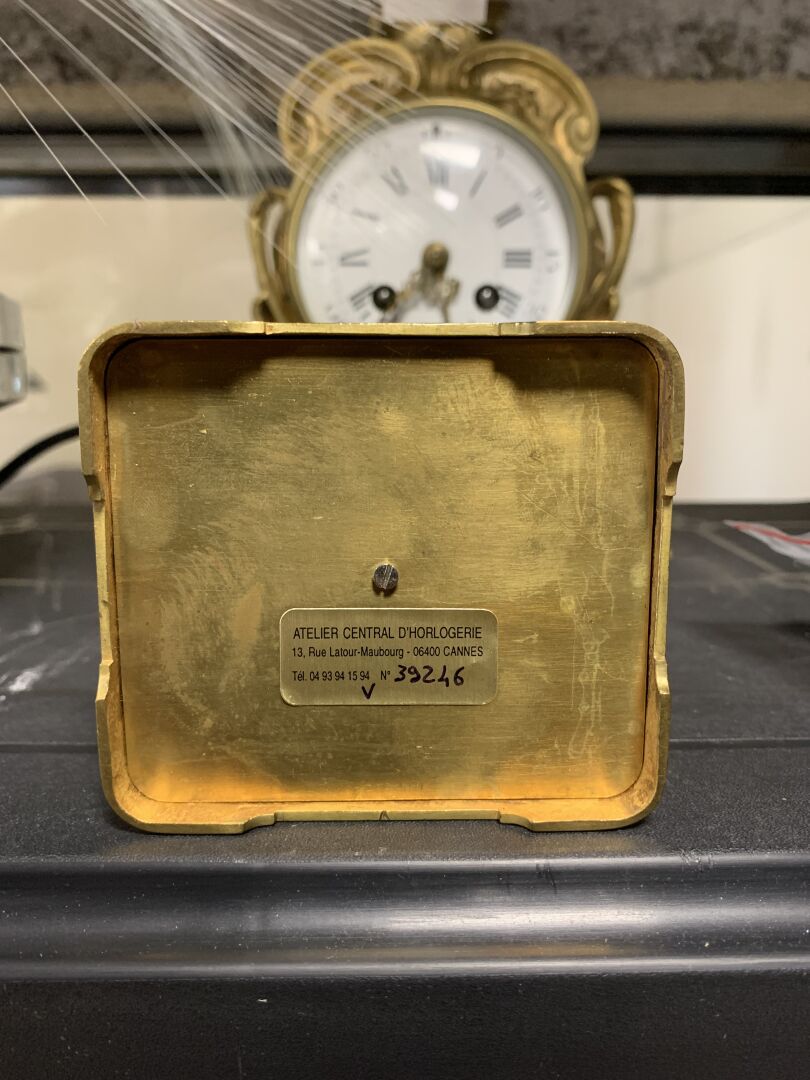 ATELIER CENTRAL D'HORLOGERIE
13, Rue Latour-Maubourg - 06400 CANNES
Tél. 04 93 94 15 94 N° 39246
V